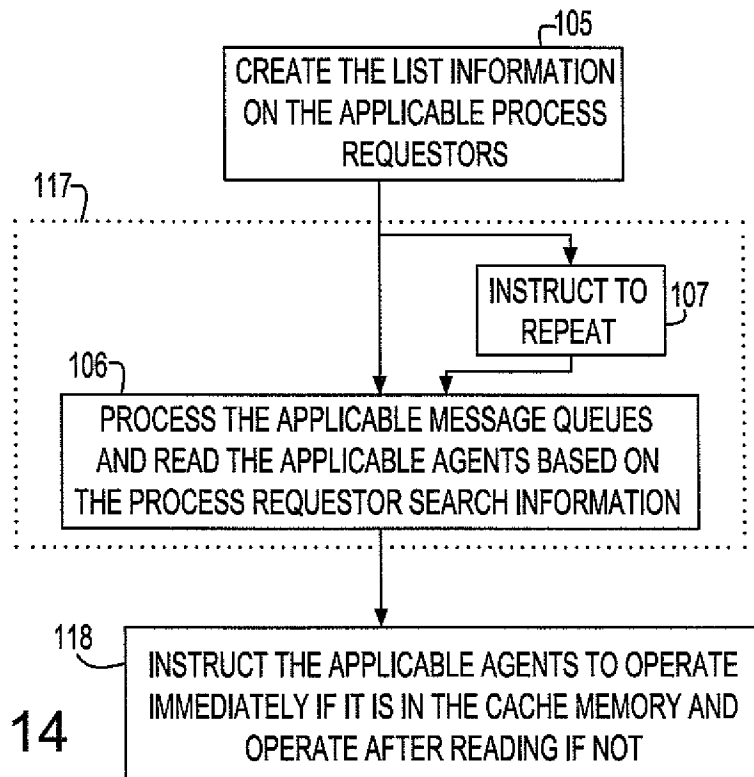 105
CREATE THE LIST INFORMATION
ON THE APPLICABLE PROCESS
REQUESTORS
117
INSTRUCT TO
REPEAT
107
106
PROCESS THE APPLICABLE MESSAGE QUEUES
AND READ THE APPLICABLE AGENTS BASED ON
THE PROCESS REQUESTOR SEARCH INFORMATION
118
INSTRUCT THE APPLICABLE AGENTS TO OPERATE
IMMEDIATELY IF IT IS IN THE CACHE MEMORY AND
OPERATE AFTER READING IF NOT
14